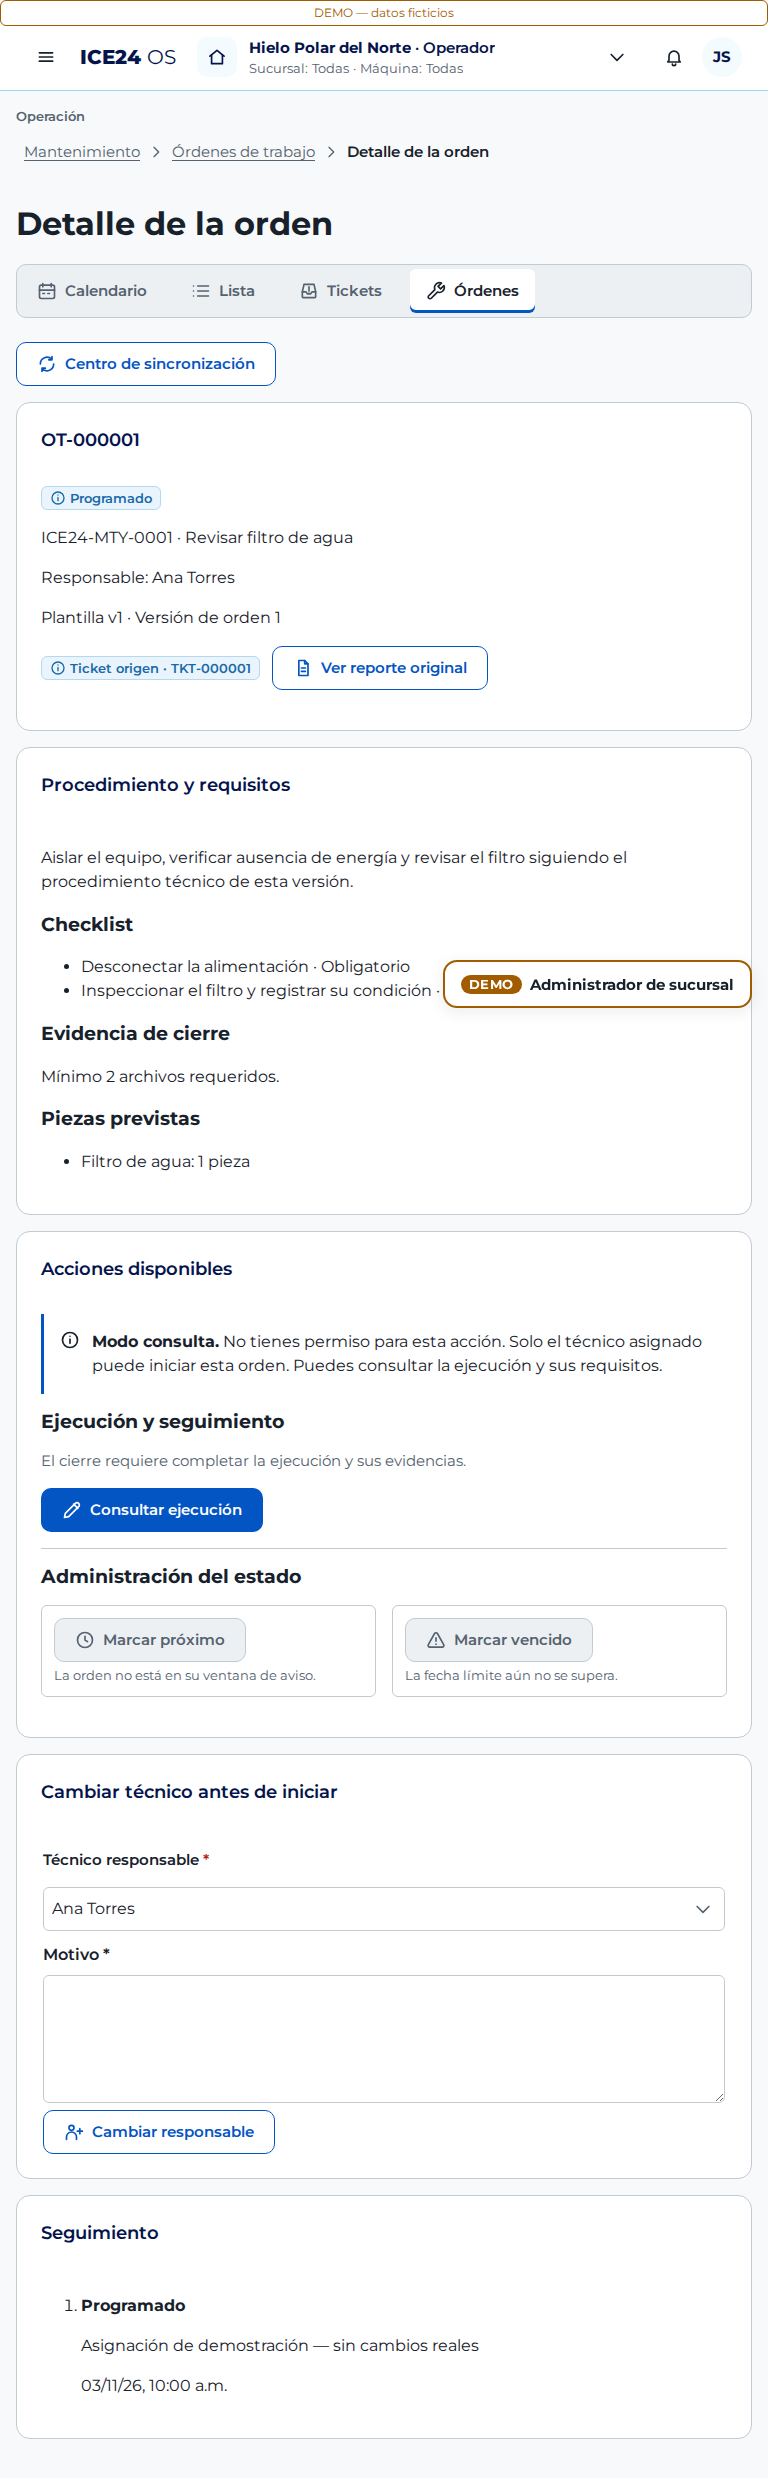 DEMO — datos ficticios
ICE24 OS
Hielo Polar del Norte · Operador
Sucursal: Todas · Máquina: Todas
JS
Operación
Mantenimiento
Órdenes de trabajo
Detalle de la orden
Detalle de la orden
Calendario
Lista
Tickets
Órdenes
Centro de sincronización
OT-000001
Programado
ICE24-MTY-0001 · Revisar filtro de agua
Responsable: Ana Torres
Plantilla v1 · Versión de orden 1
Ticket origen · TKT-000001
Ver reporte original
Procedimiento y requisitos
Aislar el equipo, verificar ausencia de energía y revisar el filtro siguiendo el
procedimiento técnico de esta versión.
Checklist
Desconectar la alimentación · Obligatorio
Inspeccionar el filtro y registrar su condición ·
DEMO Administrador de sucursal
Evidencia de cierre
Mínimo 2 archivos requeridos.
Piezas previstas
Filtro de agua: 1 pieza
Acciones disponibles
Modo consulta. No tienes permiso para esta acción. Solo el técnico asignado
puede iniciar esta orden. Puedes consultar la ejecución y sus requisitos.
Ejecución y seguimiento
El cierre requiere completar la ejecución y sus evidencias.
Consultar ejecución
Administración del estado
Marcar próximo
La orden no está en su ventana de aviso.
Marcar vencido
La fecha límite aún no se supera.
Cambiar técnico antes de iniciar
Técnico responsable *
Ana Torres
Motivo *
Cambiar responsable
Seguimiento
1. Programado
Asignación de demostración — sin cambios reales
03/11/26, 10:00 a.m.